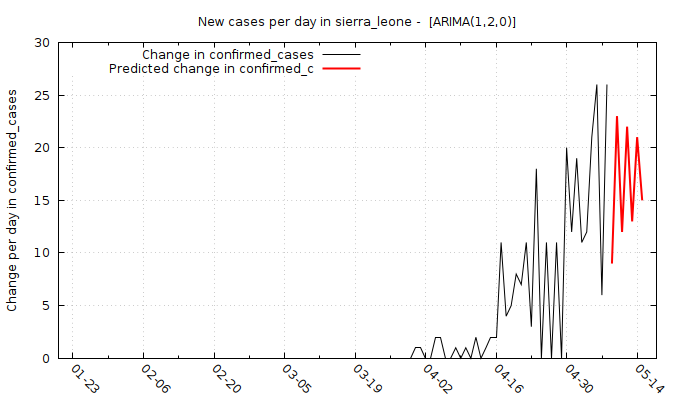 New cases per day in sierra_leone -  [ARIMA(1,2,0)]
Change in confirmed_cases
Predicted change in confirmed_c
Change per day in confirmed_cases
30
25
20
15
10
5
0
01-23 02-06 02-20 03-05 03-19 04-02 04-16 04-30 05-14